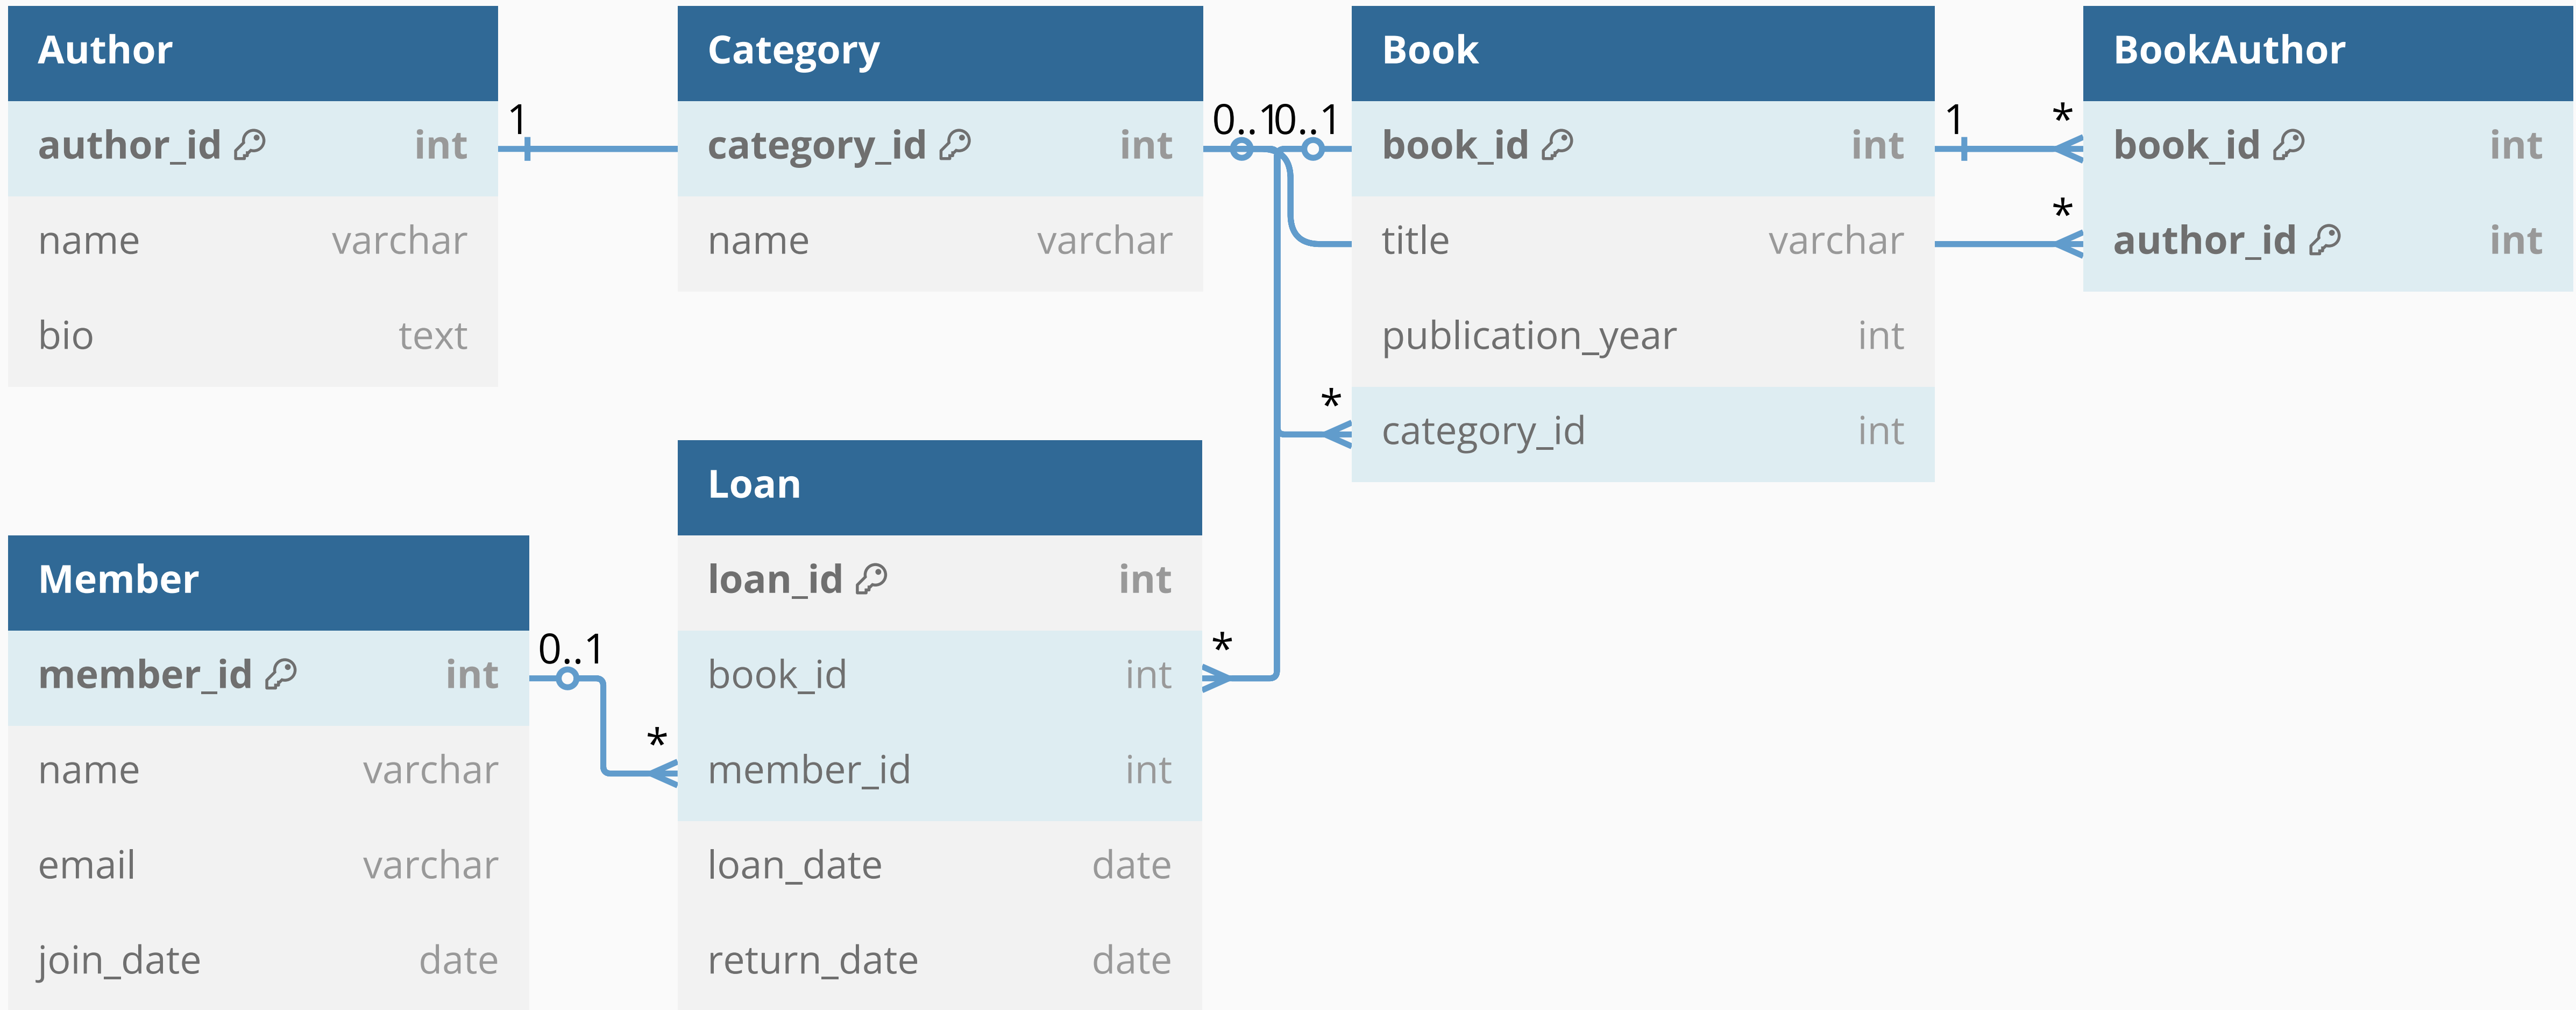 Author
author_id int
name varchar
bio text
Category
category_id int
name varchar
Book
book_id int
title varchar
publication_year int
category_id int
BookAuthor
book_id int
author_id int
Member
member_id int
name varchar
email varchar
join_date date
Loan
loan_id int
book_id int
member_id int
loan_date date
return_date date
1
0..1
0..1
1
*
*
*
*
0..1
*